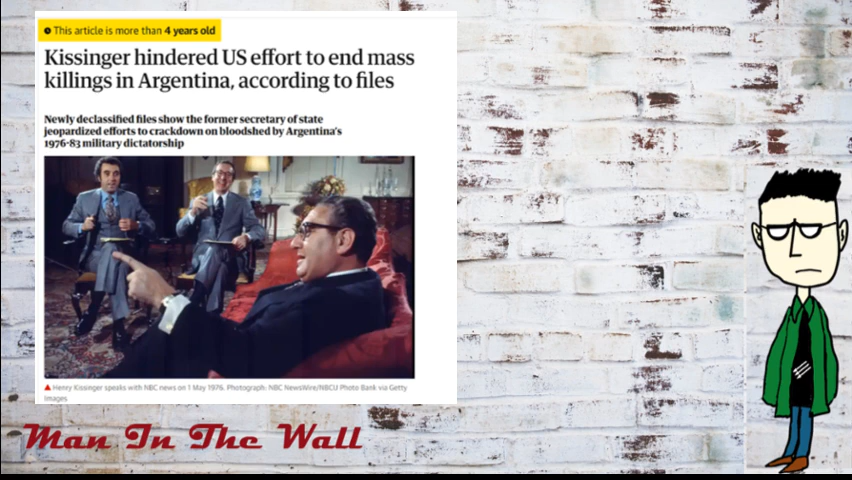 This article is more than 4 years old
Kissinger hindered US effort to end mass
killings in Argentina, according to files
Newly declassified files show the former secretary of state
jeopardized efforts to crackdown on bloodshed by Argentina's
1976-83 military dictatorship
Henry Kissinger speaks with NBC news on 1 May 1976. Photograph: NBC NewsWire/NBCU Photo Bank via Getty
Images
Man In The Wall